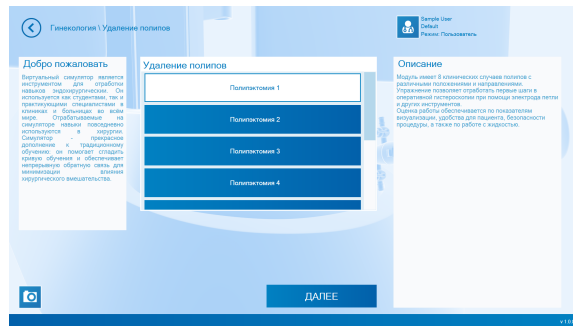 Гинекология \ Удаление полипов
Sample User
Default
Режим: Пользователь
Добро пожаловать
Виртуальный симулятор является
инструментом для отработки
навыков эндохирургически. Он
используется как студентами, так и
практикующими специалистами в
клиниках и больницах во всём
мире. Отрабатываемые на
симуляторе навыки повседневно
используются в хирургии.
Симулятор - прекрасное
дополнение к традиционному
обучению: он помогает сгладить
кривую обучения и обеспечивает
непрерывную обратную связь для
минимизации влияния
хирургического вмешательства.
Удаление полипов
Полипэктомия 1
Полипэктомия 2
Полипэктомия 3
Полипэктомия 4
Описание
Модуль имеет 8 клинических случаев полипов с
различными положениями и направлениями.
Упражнение позволяет отработать первые шаги в
оперативной гистероскопии при помощи электрода петли
и других инструментов.
Оценка работы обеспечивается по показателям
визуализации, удобства для пациента, безопасности
процедуры, а также по работе с жидкостью.
ДАЛЕЕ